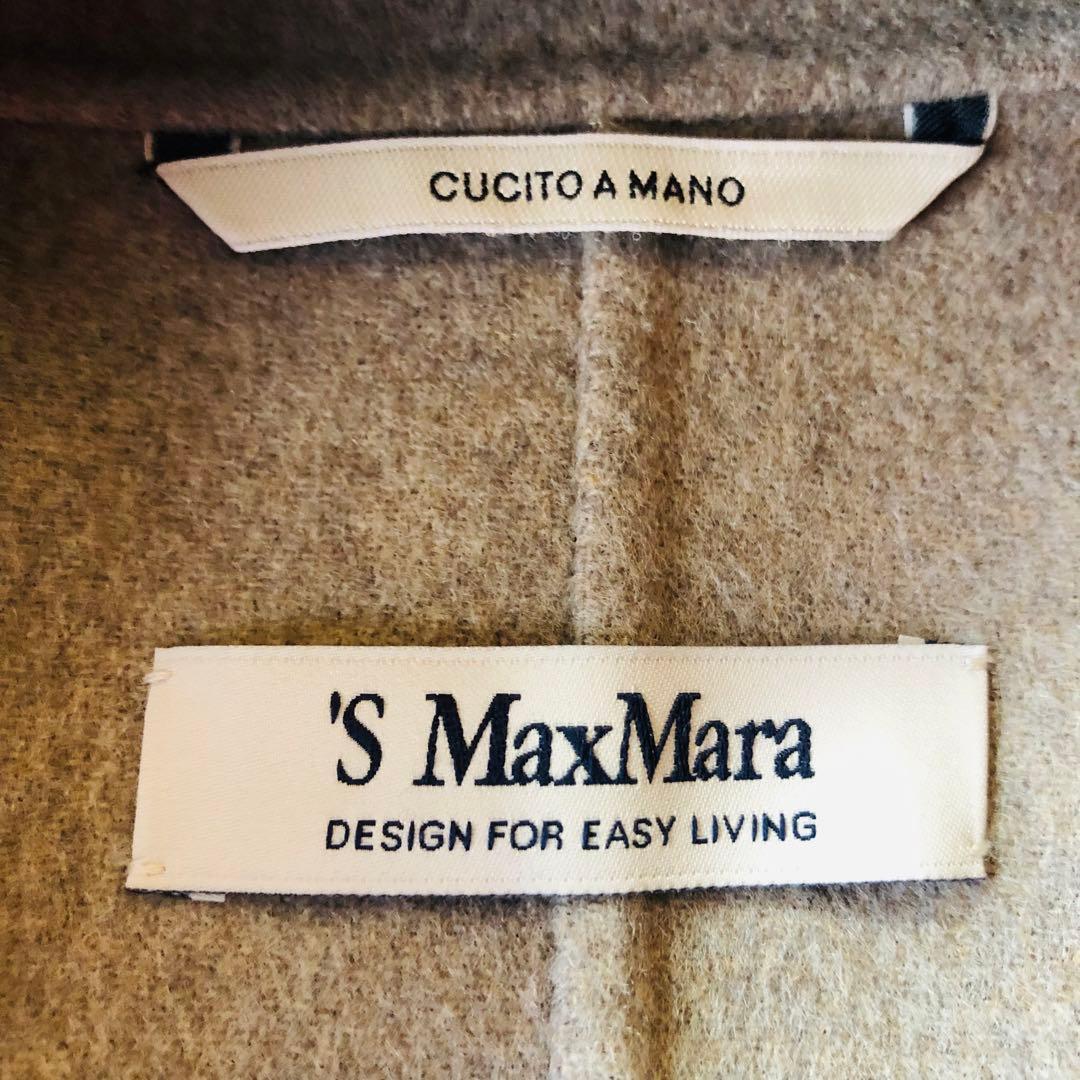 CUCITO A MANO
'S MaxMara
DESIGN FOR EASY LIVING